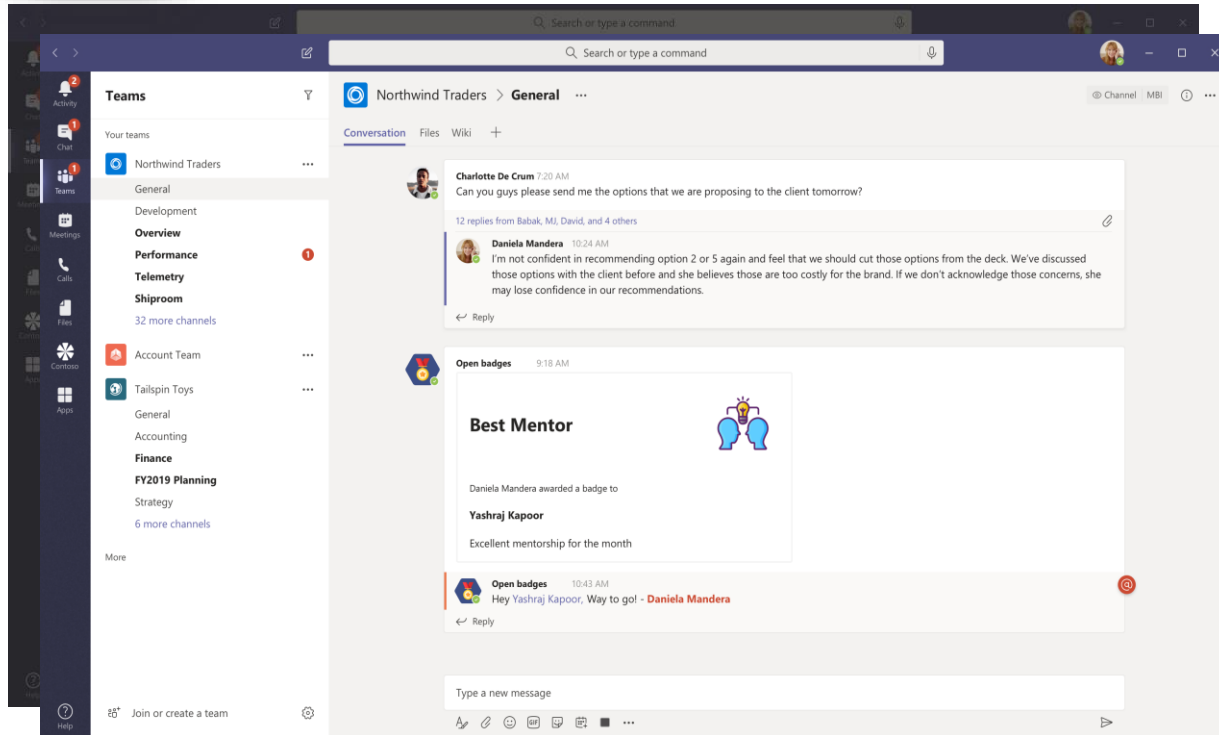 Search or type a command
Search or type a command
Activity
2
Chat
1
Teams
1
Meetings
Calls
Files
Contoso
Apps
Help
Teams
Your teams
Northwind Traders
General
Development
Overview
Performance
1
Telemetry
Shiproom
32 more channels
Account Team
Tailspin Toys
General
Accounting
Finance
FY2019 Planning
Strategy
6 more channels
More
Join or create a team
Northwind Traders > General ...
Channel MBI
Conversation Files Wiki +
Charlotte De Crum 7:20 AM
Can you guys please send me the options that we are proposing to the client tomorrow?
12 replies from Babak, MJ, David, and 4 others
Daniela Mandera 10:24 AM
I'm not confident in recommending option 2 or 5 again and feel that we should cut those options from the deck. We've discussed
those options with the client before and she believes those are too costly for the brand. If we don't acknowledge those concerns, she
may lose confidence in our recommendations.
Reply
Open badges 9:18 AM
Best Mentor
Daniela Mandera awarded a badge to
Yashraj Kapoor
Excellent mentorship for the month
Open badges 10:43 AM
@
Hey Yashraj Kapoor, Way to go! - Daniela Mandera
Reply
Type a new message
GIF